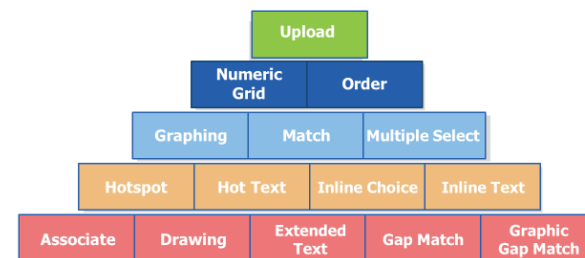 Upload
Numeric
Grid
Order
Graphing
Match
Multiple Select
Hotspot
Hot Text
Inline Choice
Inline Text
Associate
Drawing
Extended
Text
Gap Match
Graphic
Gap Match